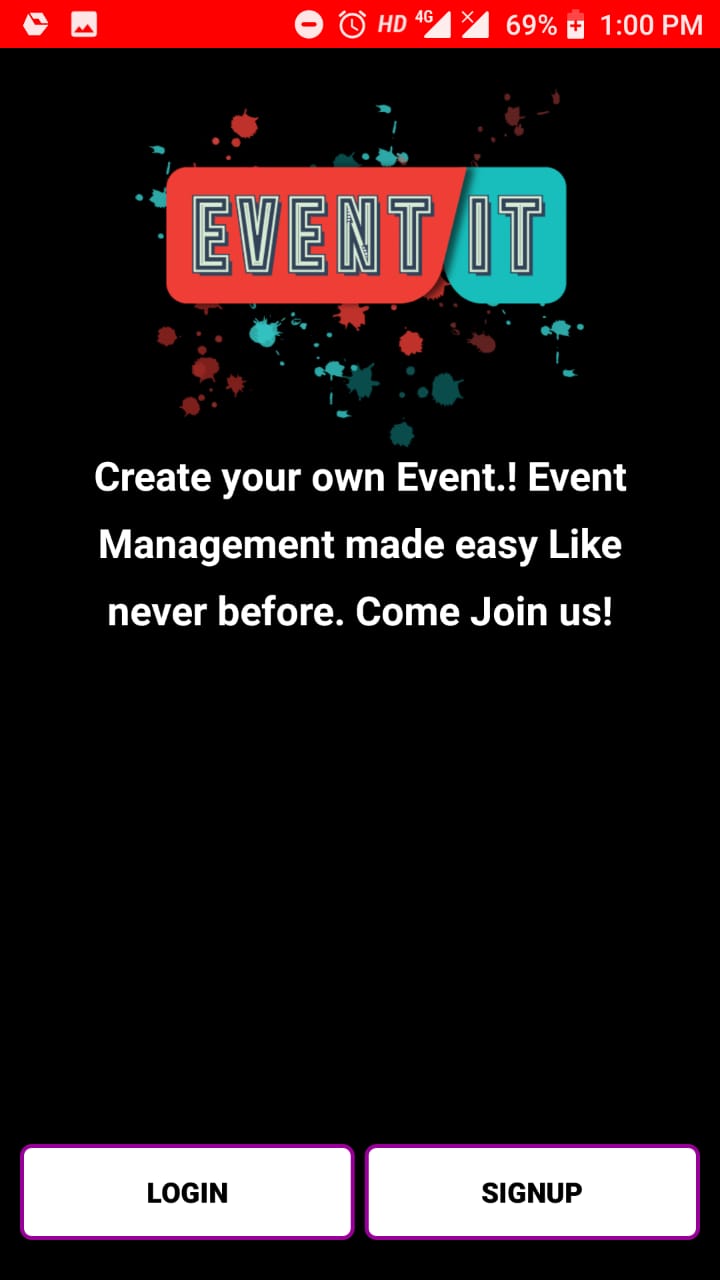 HD 4G 69% 1:00 PM
EVENT IT
Create your own Event.! Event
Management made easy Like
never before. Come Join us!
LOGIN SIGNUP